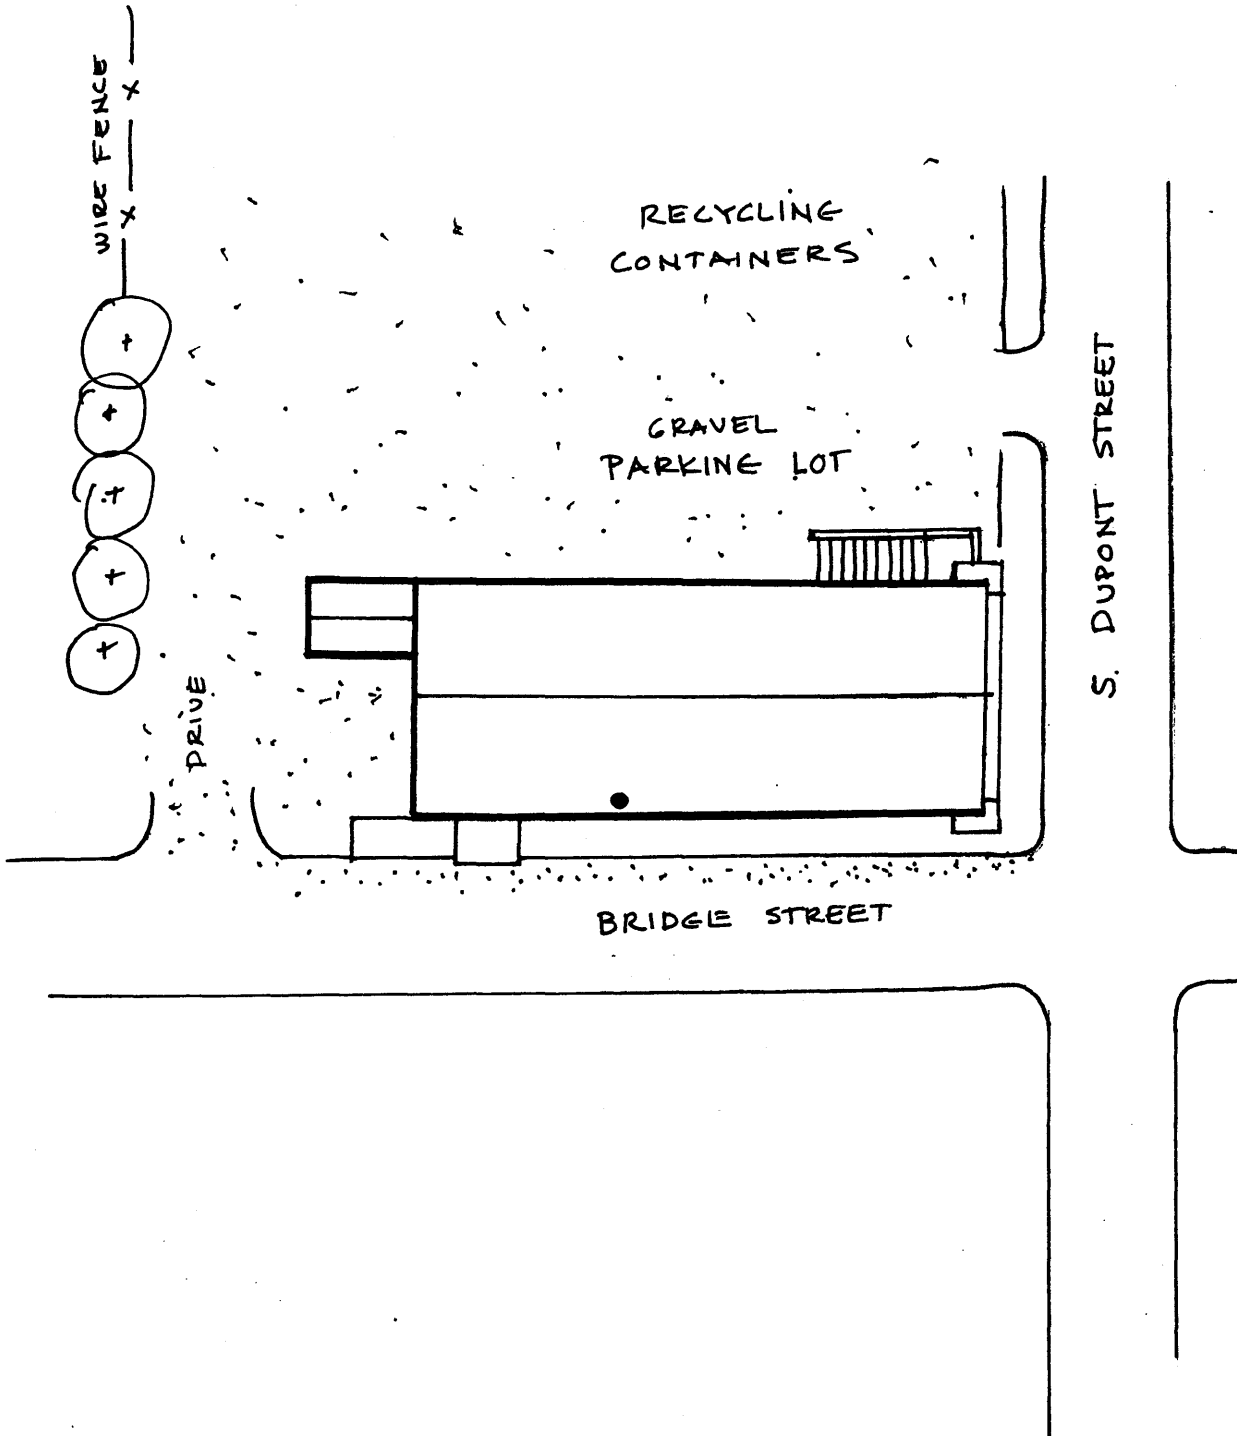 WIRE FENCE
RECYCLING
CONTAINERS
GRAVEL
PARKING LOT
S. DUPONT STREET
DRIVE
BRIDGE STREET